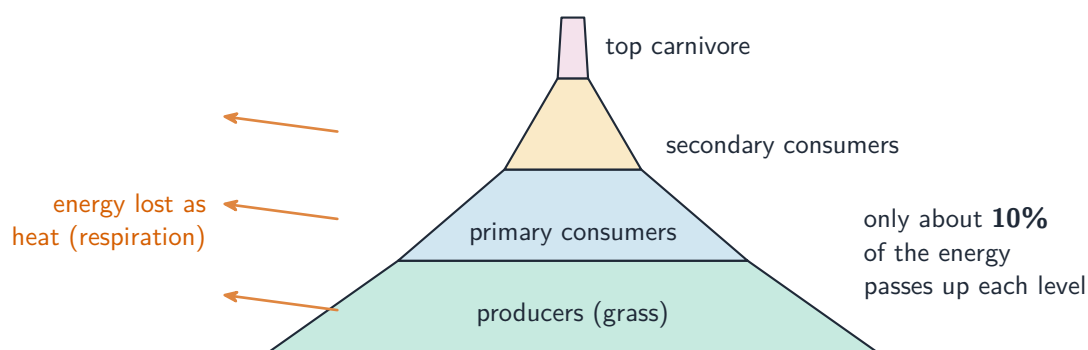 top carnivore
secondary consumers
energy lost as
heat (respiration)
primary consumers
only about 10%
of the energy
passes up each level
producers (grass)